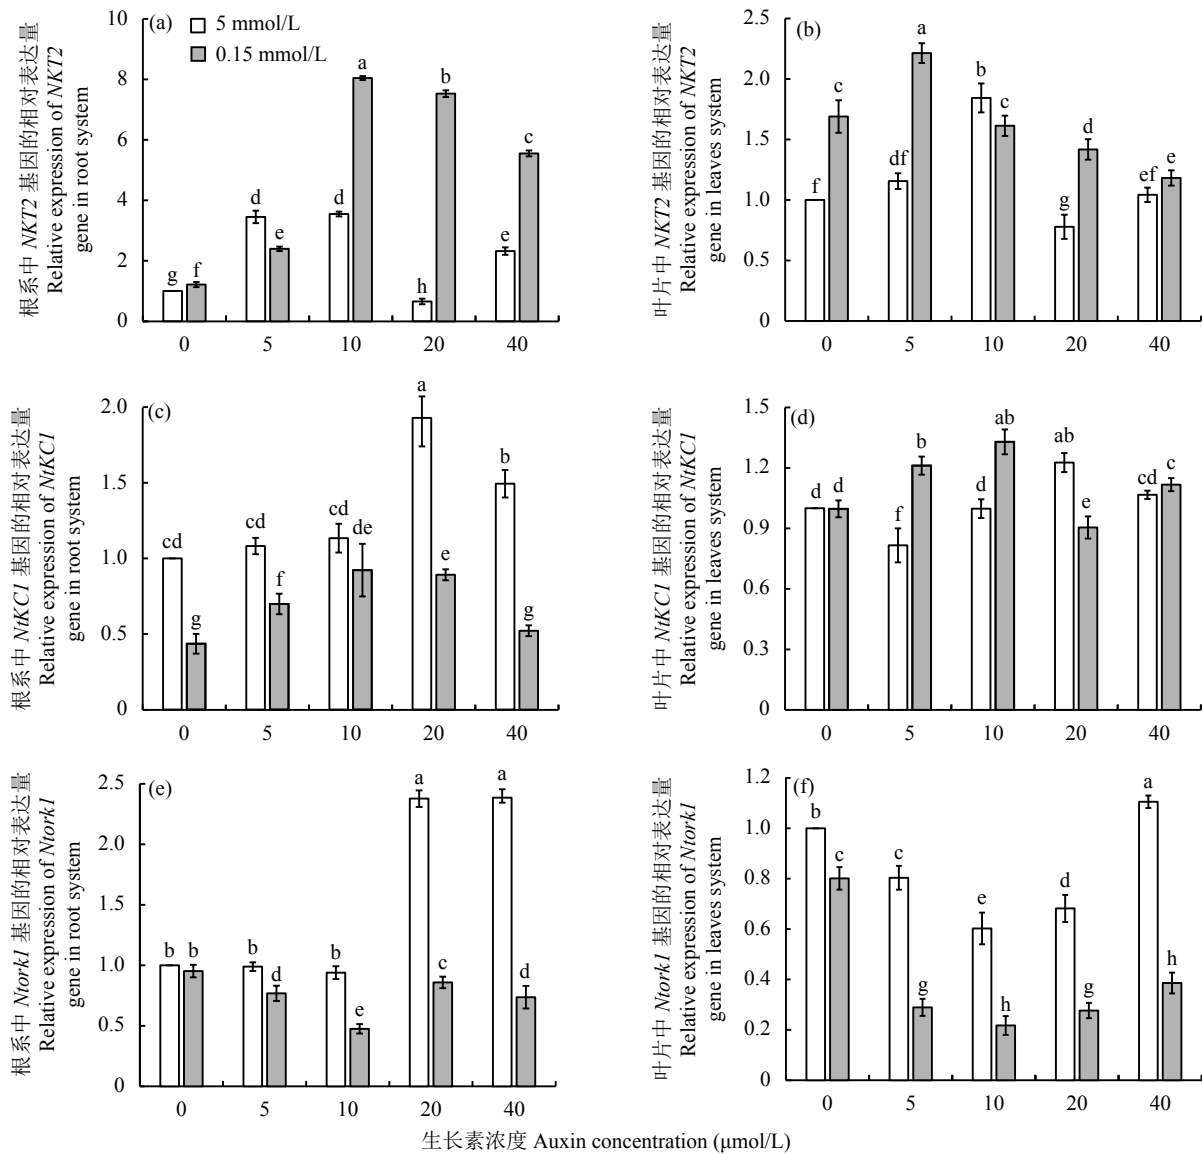 根系中 NKT2 基因的相对表达量
Relative expression of NKT2
gene in root system
(a)
5 mmol/L
0.15 mmol/L
10
8
6
4
2
0
g f d e d a h b e c
0 5 10 20 40
叶片中 NKT2 基因的相对表达量
Relative expression of NKT2
gene in leaves system
(b)
2.5
2.0
1.5
1.0
0.5
0
f c df a b c g d ef e
0 5 10 20 40
根系中 NtKC1 基因的相对表达量
Relative expression of NtKC1
gene in root system
(c)
2.0
1.5
1.0
0.5
0
cd g cd f cd de a e b g
0 5 10 20 40
叶片中 NtKC1 基因的相对表达量
Relative expression of NtKC1
gene in leaves system
(d)
1.5
1.2
0.9
0.6
0.3
0
d d f b d ab ab e cd c
0 5 10 20 40
根系中 Ntork1 基因的相对表达量
Relative expression of Ntork1
gene in root system
(e)
2.5
2.0
1.5
1.0
0.5
0
b b b d b e a c a d
0 5 10 20 40
叶片中 Ntork1 基因的相对表达量
Relative expression of Ntork1
gene in leaves system
(f)
1.2
1.0
0.8
0.6
0.4
0.2
0
b c c g e h d g a h
0 5 10 20 40
生长素浓度 Auxin concentration (μmol/L)